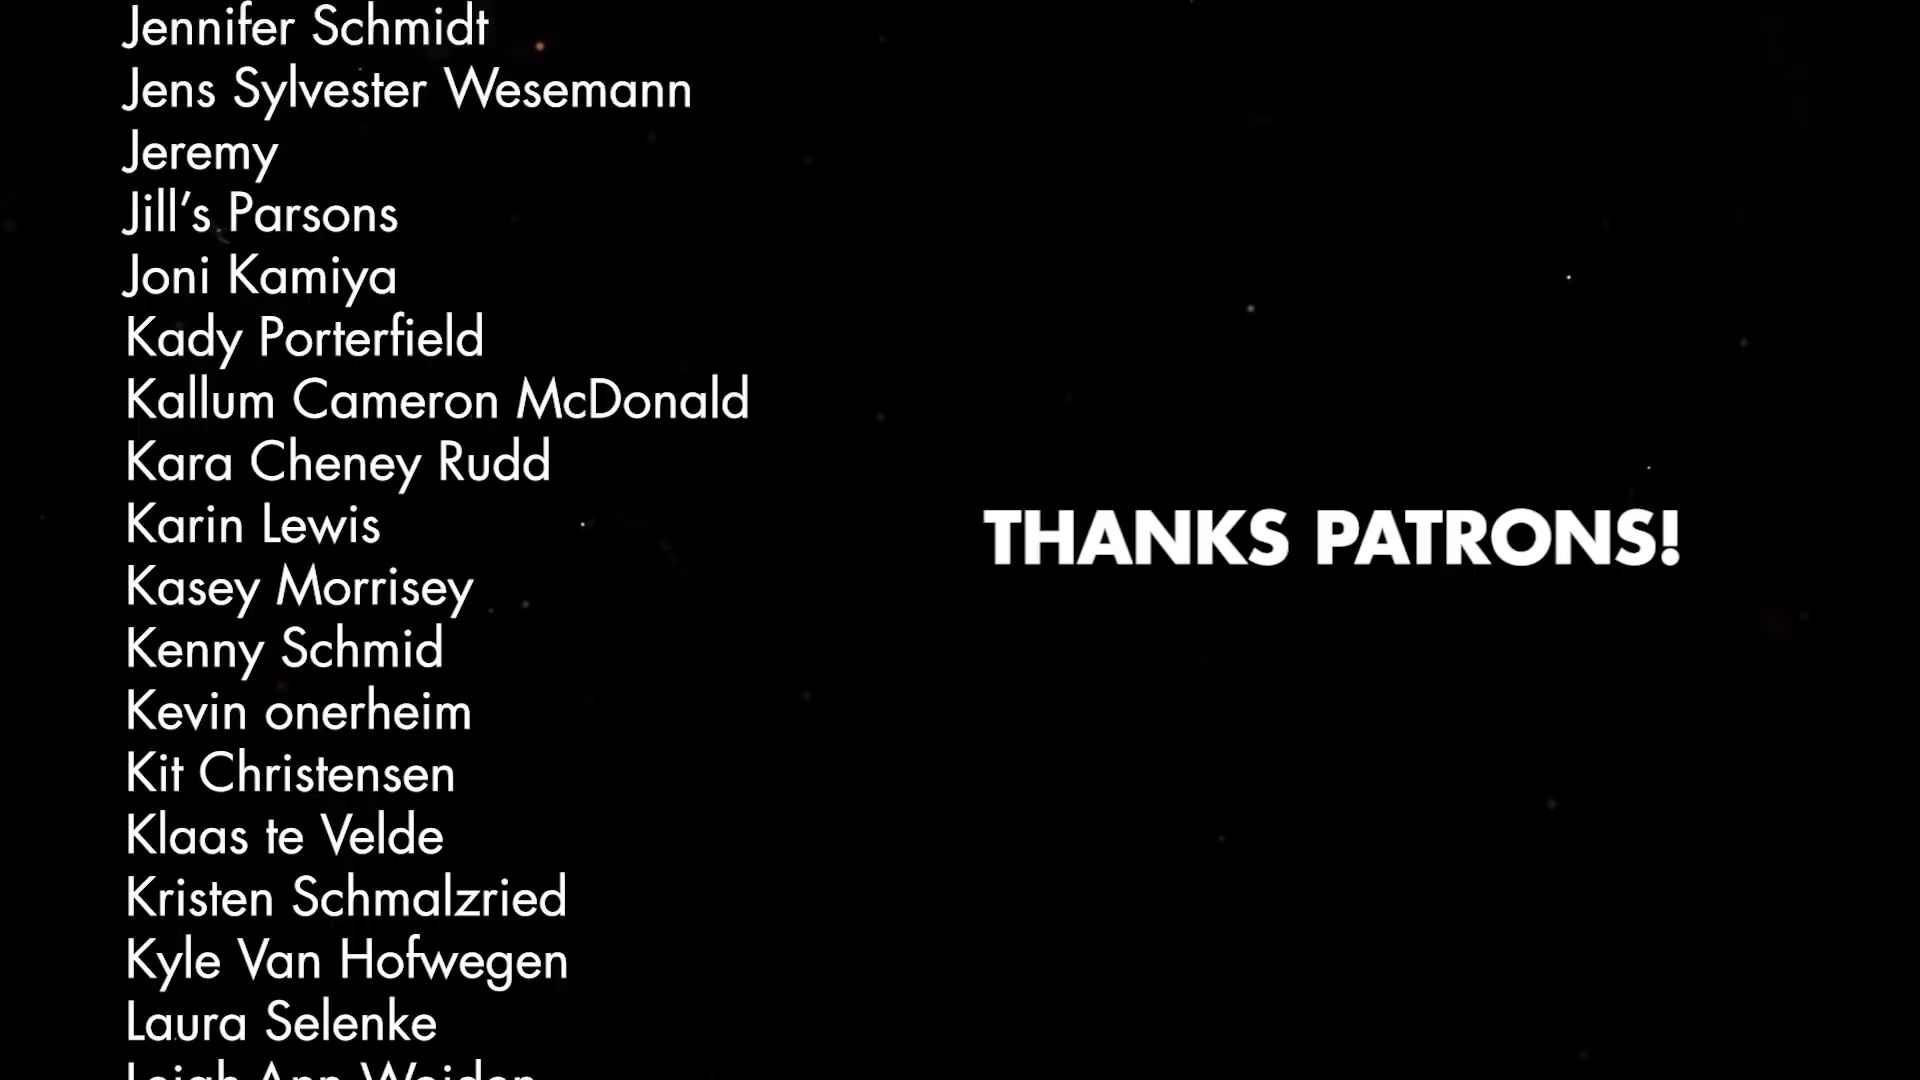 Jennifer Schmidt
Jens Sylvester Wesemann
Jeremy
Jill’s Parsons
Joni Kamiya
Kady Porterfield
Kallum Cameron McDonald
Kara Cheney Rudd
Karin Lewis
Kasey Morrisey
Kenny Schmid
Kevin onerheim
Kit Christensen
Klaas te Velde
Kristen Schmalzried
Kyle Van Hofwegen
Laura Selenke
Leigh Ann
THANKS PATRONS!